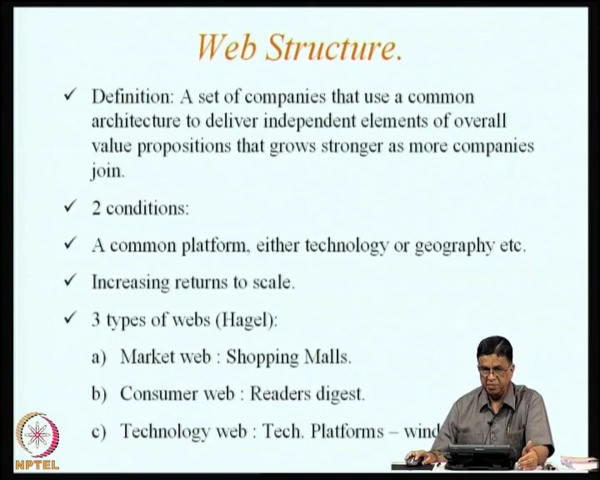 Web Structure.
✓ Definition: A set of companies that use a common
architecture to deliver independent elements of overall
value propositions that grows stronger as more companies
join.
✓ 2 conditions:
✓ A common platform, either technology or geography etc.
✓ Increasing returns to scale.
✓ 3 types of webs (Hagel):
a) Market web : Shopping Malls.
b) Consumer web : Readers digest.
c) Technology web : Tech. Platforms – wind
NPTEL